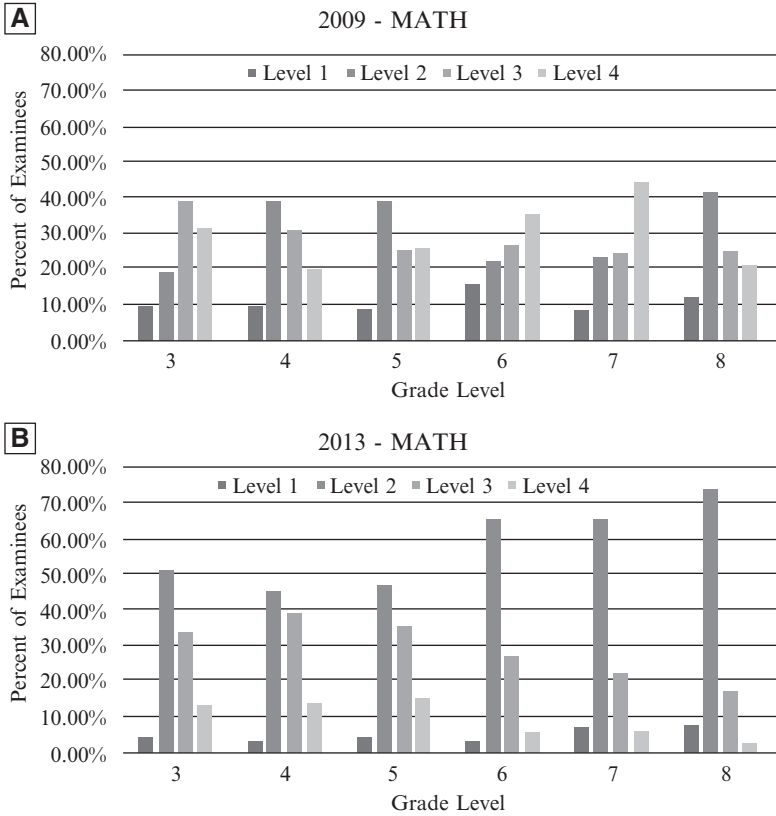 A
2009 - MATH
80.00%
Level 1 Level 2 Level 3 Level 4
70.00%
60.00%
50.00%
40.00%
30.00%
20.00%
10.00%
0.00%
Percent of Examinees
3 4 5 6 7 8
Grade Level
B
2013 - MATH
80.00%
Level 1 Level 2 Level 3 Level 4
70.00%
60.00%
50.00%
40.00%
30.00%
20.00%
10.00%
0.00%
Percent of Examinees
3 4 5 6 7 8
Grade Level